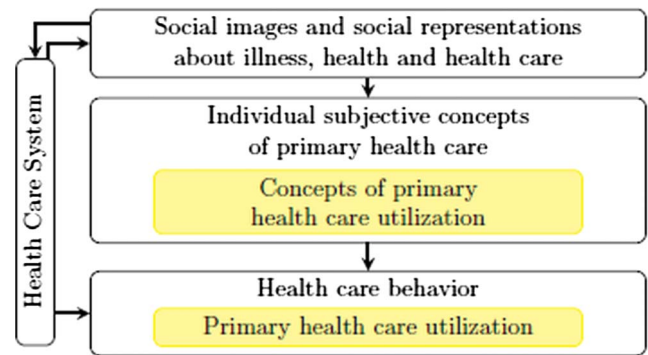 Social images and social representations
about illness, health and health care
Health Care System
Individual subjective concepts
of primary health care
Concepts of primary
health care utilization
Health care behavior
Primary health care utilization